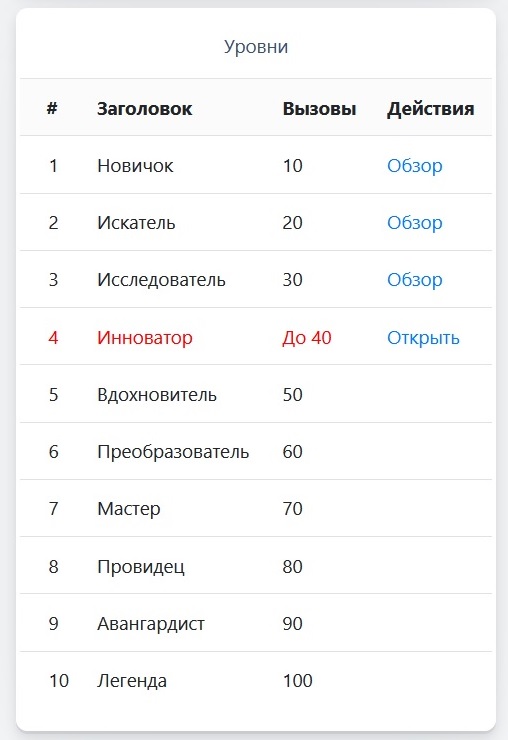 Уровни
# Заголовок Вызовы Действия
1 Новичок 10 Обзор
2 Искатель 20 Обзор
3 Исследователь 30 Обзор
4 Инноватор До 40 Открыть
5 Вдохновитель 50
6 Преобразователь 60
7 Мастер 70
8 Провидец 80
9 Авангардист 90
10 Легенда 100